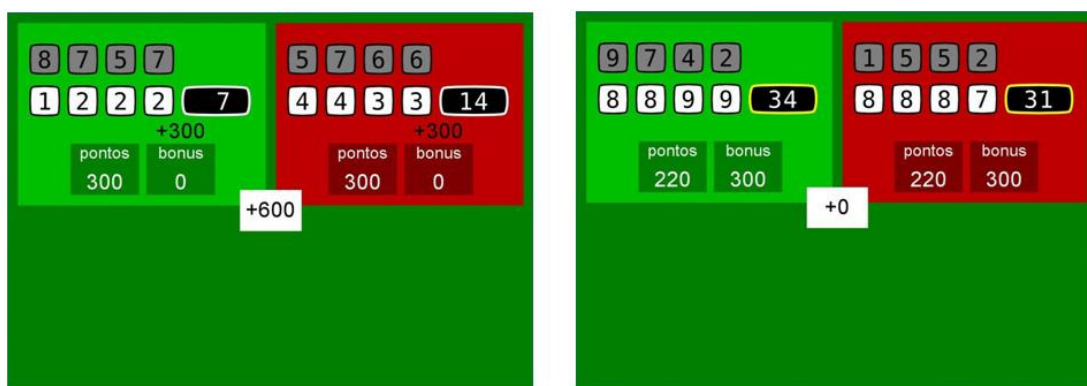 8 7 5 7
1 2 2 2 7
+300
pontos bonus
300 0
5 7 6 6
4 4 3 3 14
+300
pontos bonus
300 0
+600
9 7 4 2
8 8 9 9 34
pontos bonus
220 300
1 5 5 2
8 8 8 7 31
pontos bonus
220 300
+0